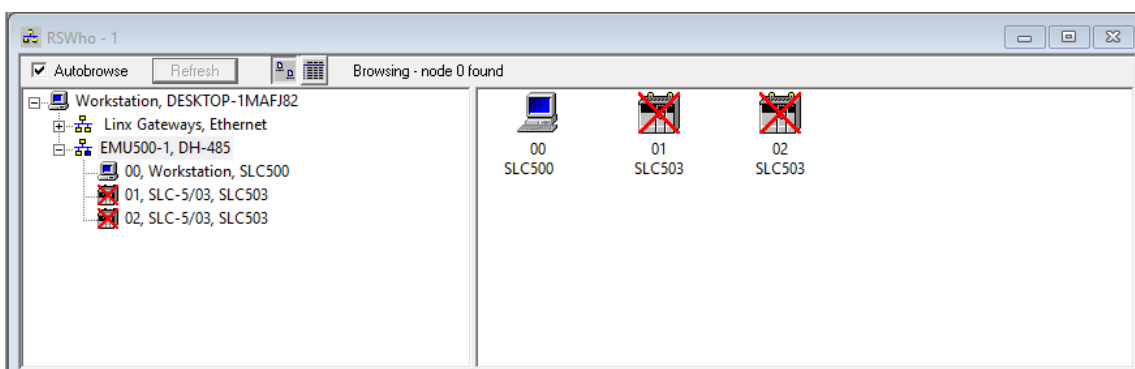 RSWho - 1
Autobrowse Refresh Browsing - node 0 found
Workstation, DESKTOP-1MAFJ82
Linx Gateways, Ethernet
EMU500-1, DH-485
00, Workstation, SLC500
01, SLC-5/03, SLC503
02, SLC-5/03, SLC503
00 01 02
SLC500 SLC503 SLC503